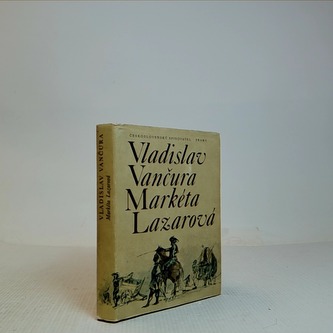 ČESKOSLOVENSKÝ SPISOVATEL · PRAHA
Vladislav
Vančura
Markéta
Lazarová
VLADISLAV VANČURA
Markéta Lazarová